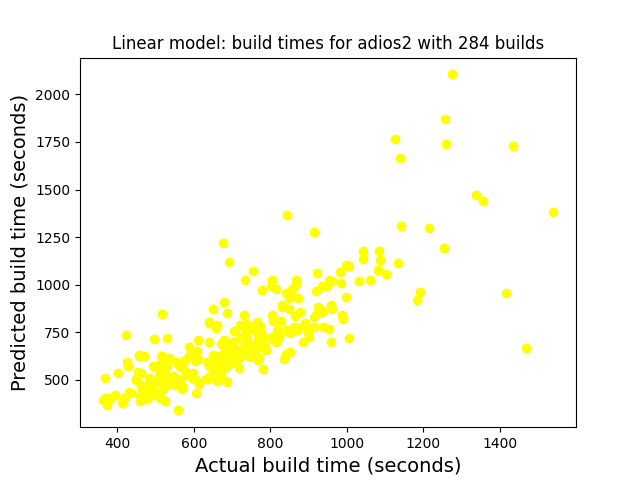 Linear model: build times for adios2 with 284 builds
Predicted build time (seconds)
2000
1750
1500
1250
1000
750
500
400 600 800 1000 1200 1400
Actual build time (seconds)